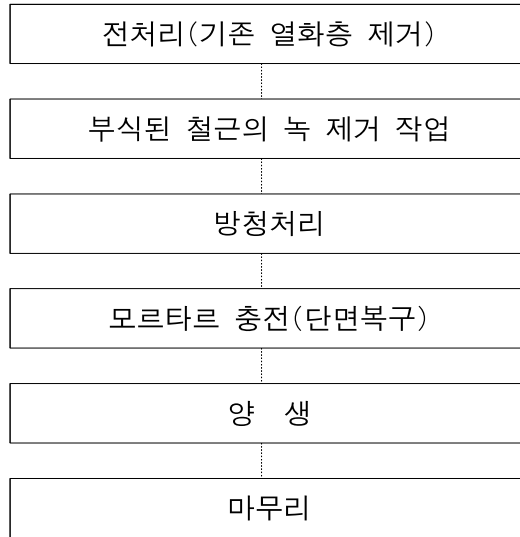 전처리(기존 열화층 제거)
부식된 철근의 녹 제거 작업
방청처리
모르타르 충전(단면복구)
양 생
마무리